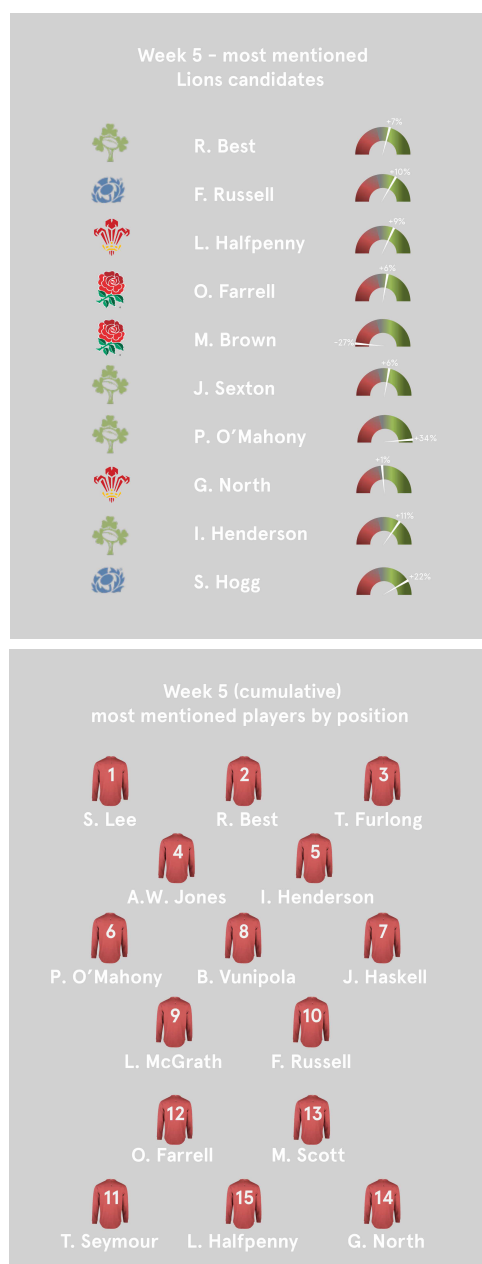 Week 5 - most mentioned
Lions candidates
R. Best +7%
F. Russell +10%
L. Halfpenny +9%
O. Farrell +6%
M. Brown -27%
J. Sexton +6%
P. O'Mahony +34%
G. North +1%
I. Henderson +11%
S. Hogg +22%
Week 5 (cumulative)
most mentioned players by position
1 2 3
S. Lee R. Best T. Furlong
4 5
A.W. Jones I. Henderson
6 8 7
P. O'Mahony B. Vunipola J. Haskell
9 10
L. McGrath F. Russell
12 13
O. Farrell M. Scott
11 15 14
T. Seymour L. Halfpenny G. North